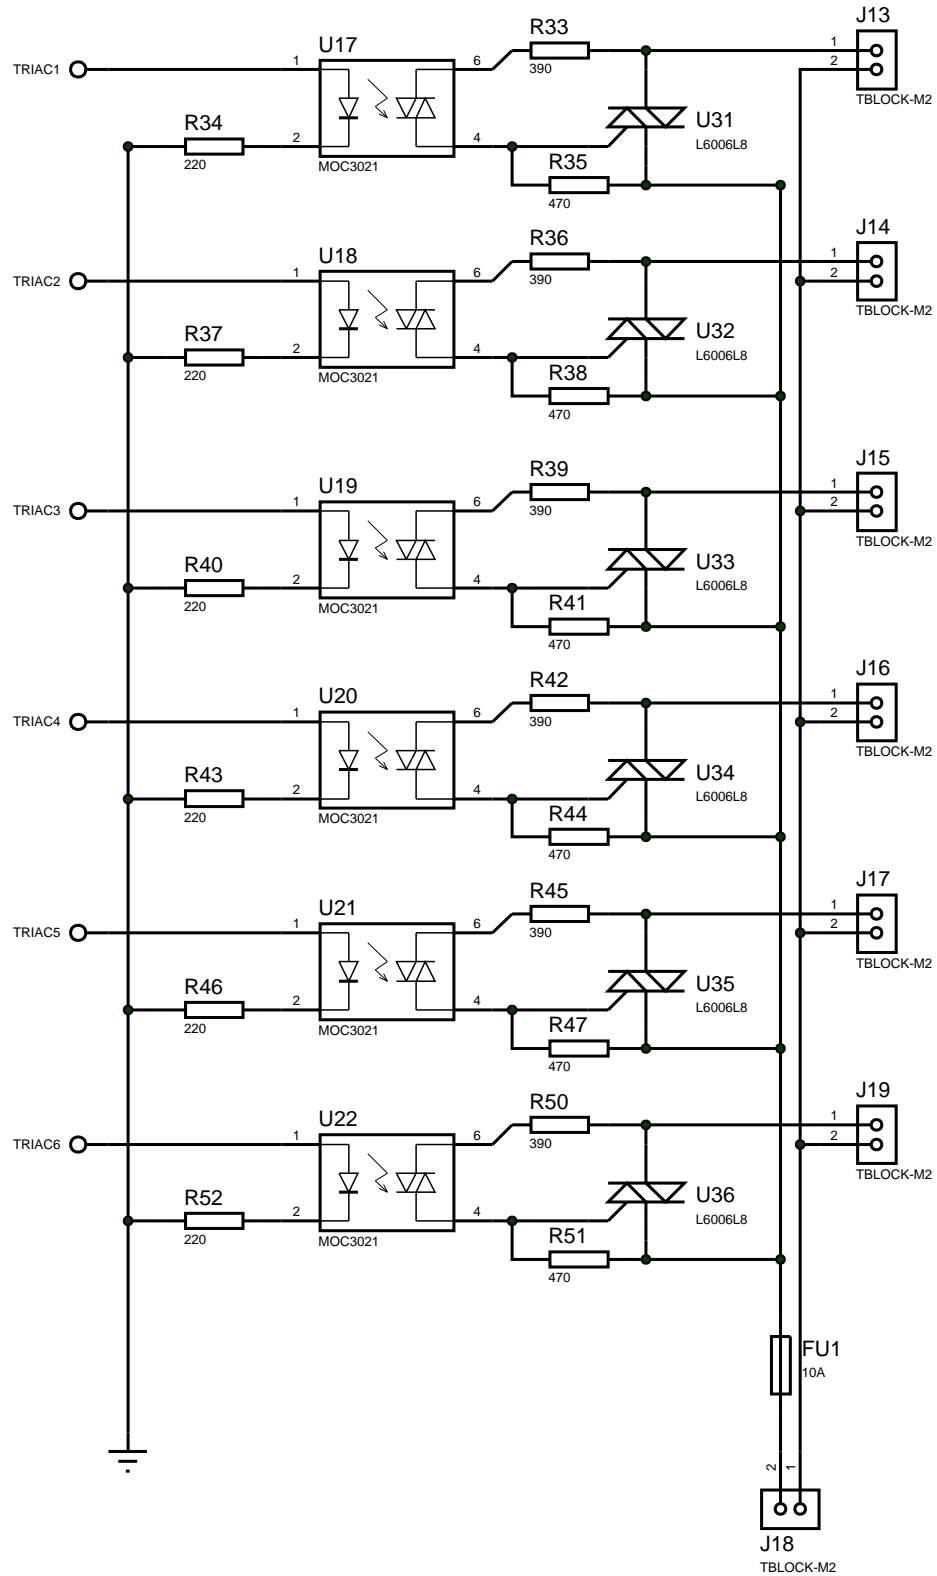 J13
R33
U17
1
TRIAC1
1
6
390
2
TBLOCK-M2
U31
L6006L8
R34
2
4
220
MOC3021
R35
470
J14
R36
U18
1
TRIAC2
1
6
390
2
TBLOCK-M2
U32
L6006L8
R37
2
4
220
MOC3021
R38
470
J15
R39
U19
1
TRIAC3
1
6
390
2
TBLOCK-M2
U33
L6006L8
R40
2
4
220
MOC3021
R41
470
J16
R42
U20
1
TRIAC4
1
6
390
2
TBLOCK-M2
U34
L6006L8
R43
2
4
220
MOC3021
R44
470
J17
R45
U21
1
TRIAC5
1
6
390
2
TBLOCK-M2
U35
L6006L8
R46
2
4
220
MOC3021
R47
470
J19
R50
U22
1
TRIAC6
1
6
390
2
TBLOCK-M2
U36
L6006L8
R52
2
4
220
MOC3021
R51
470
FU1
10A
2
1
J18
TBLOCK-M2